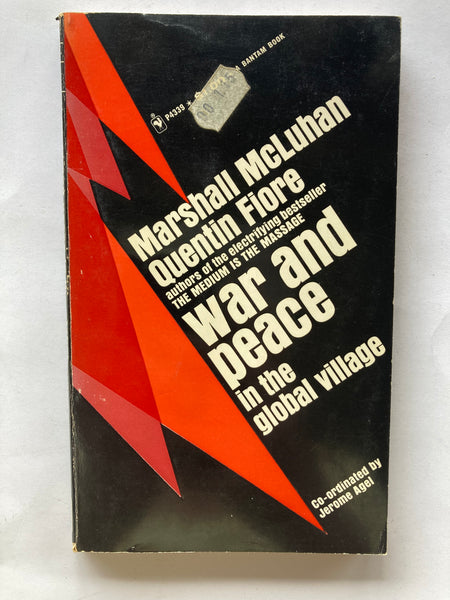 P4339 ★ A BANTAM BOOK
Marshall McLuhan
Quentin Fiore
authors of the electrifying bestseller
THE MEDIUM IS THE MASSAGE
war and
peace
in the
global village
Co-ordinated by
Jerome Agel